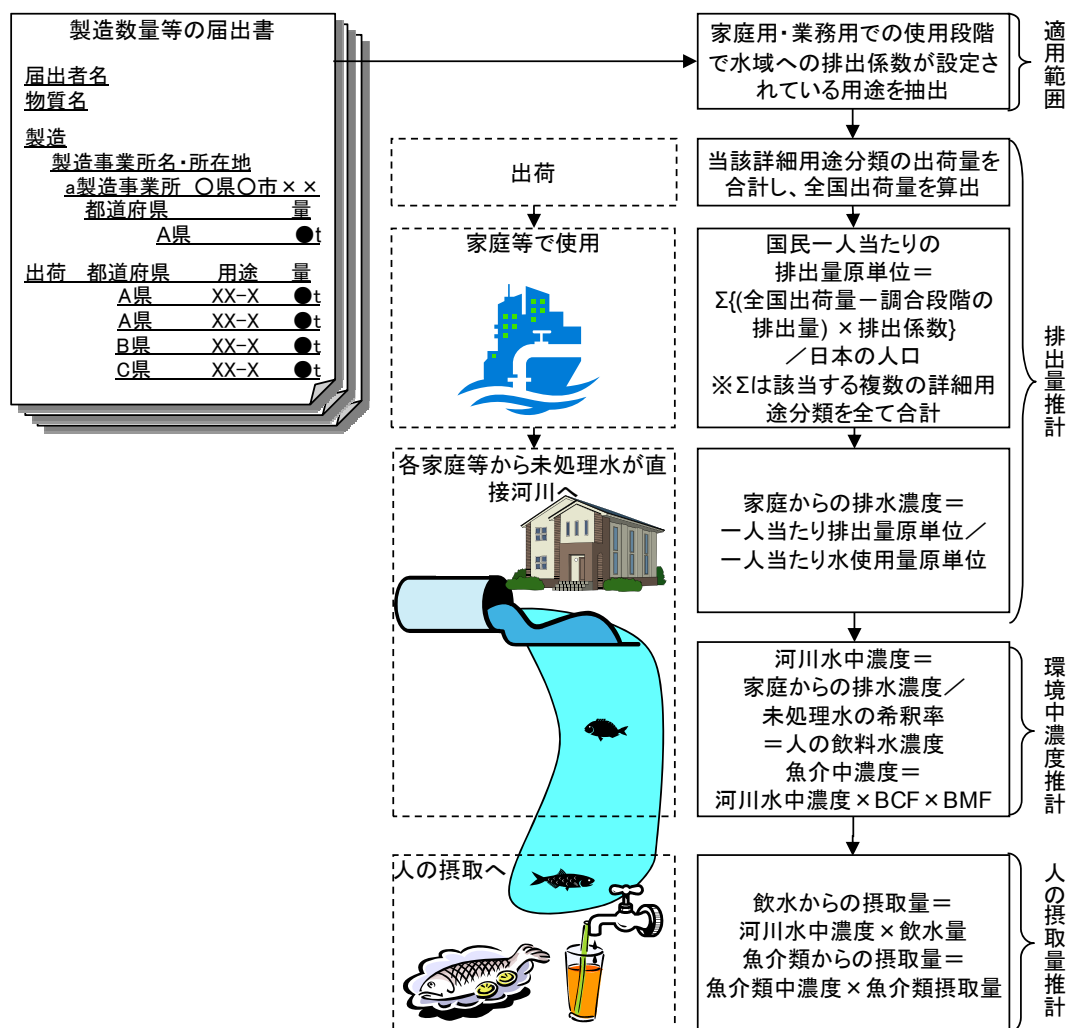 製造数量等の届出書
届出者名
物質名
製造
製造事業所名・所在地
a製造事業所 〇県〇市××
都道府県 量
A県 ●t
出荷 都道府県 用途 量
A県 XX-X ●t
A県 XX-X ●t
B県 XX-X ●t
C県 XX-X ●t
家庭用・業務用での使用段階
で水域への排出係数が設定さ
れている用途を抽出
適用範囲
出荷
当該詳細用途分類の出荷量を
合計し、全国出荷量を算出
家庭等で使用
国民一人当たりの
排出量原単位＝
Σ{(全国出荷量－調合段階の
排出量) ×排出係数}
／日本の人口
※Σは該当する複数の詳細用
途分類を全て合計
各家庭等から未処理水が直
接河川へ
家庭からの排水濃度＝
一人当たり排出量原単位／
一人当たり水使用量原単位
排出量推計
河川水中濃度＝
家庭からの排水濃度／
未処理水の希釈率
＝人の飲料水濃度
魚介中濃度＝
河川水中濃度×BCF×BMF
環境中濃度推計
人の摂取へ
飲水からの摂取量＝
河川水中濃度×飲水量
魚介類からの摂取量＝
魚介類中濃度×魚介類摂取量
人の摂取量推計